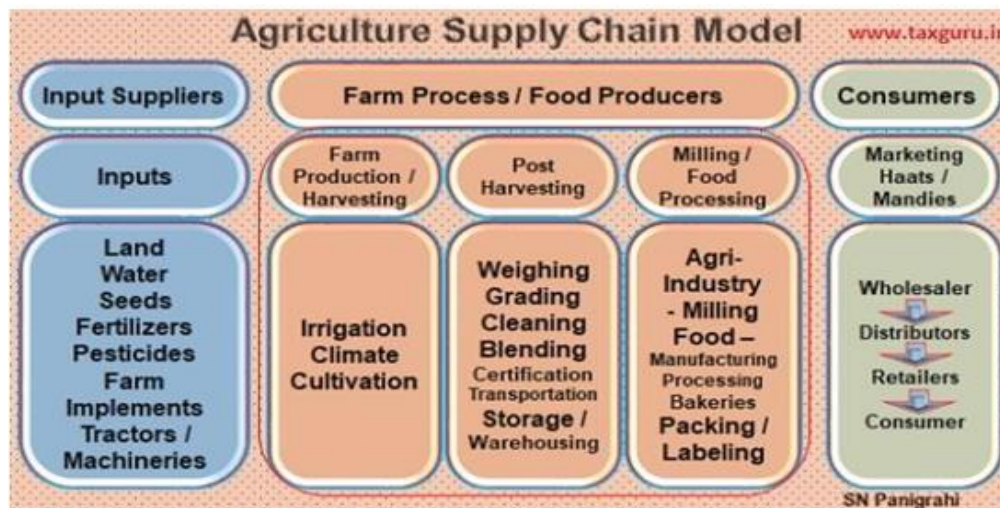 Agriculture Supply Chain Model
www.taxguru.in
Input Suppliers
Farm Process / Food Producers
Consumers
Inputs
Farm
Production /
Harvesting
Post
Harvesting
Milling /
Food
Processing
Marketing
Haats /
Mandies
Land
Water
Seeds
Fertilizers
Pesticides
Farm
Implements
Tractors /
Machineries
Irrigation
Climate
Cultivation
Weighing
Grading
Cleaning
Blending
Certification
Transportation
Storage /
Warehousing
Agri-
Industry
- Milling
Food –
Manufacturing
Processing
Bakeries
Packing /
Labeling
Wholesaler
Distributors
Retailers
Consumer
SN Panigrahi